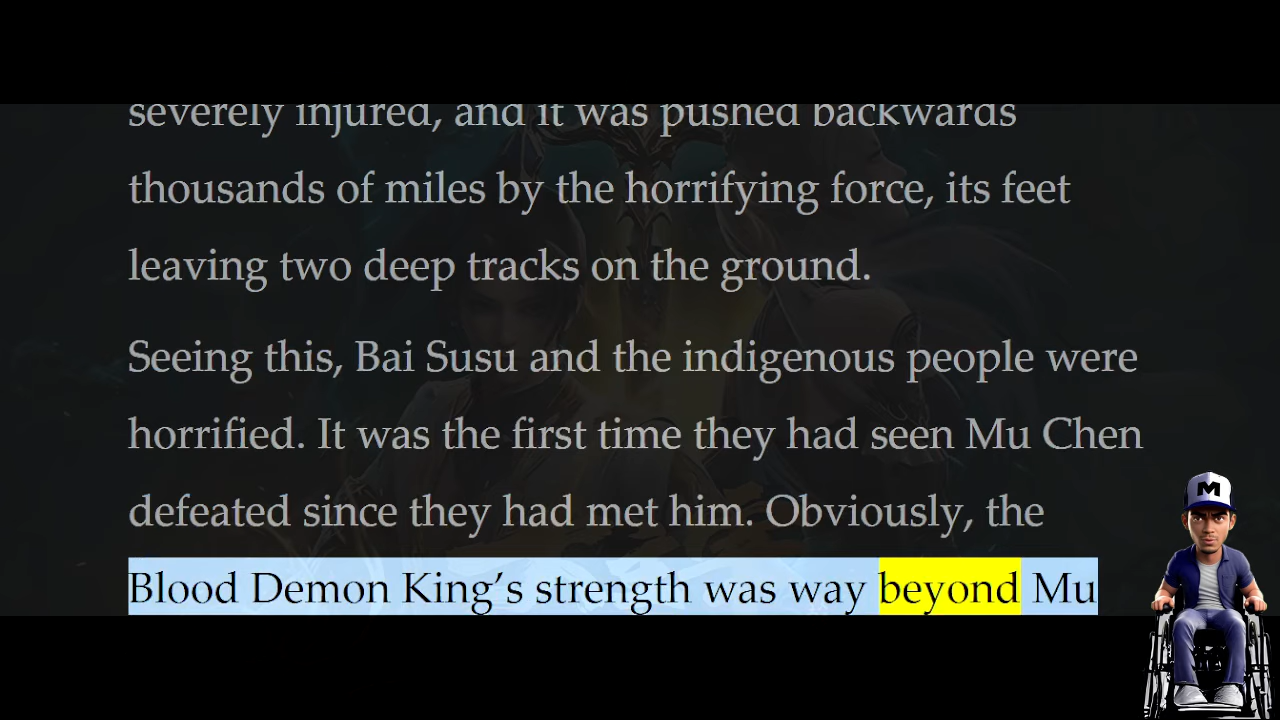 severely injured, and it was pushed backwards
thousands of miles by the horrifying force, its feet
leaving two deep tracks on the ground.
Seeing this, Bai Susu and the indigenous people were
horrified. It was the first time they had seen Mu Chen
defeated since they had met him. Obviously, the
Blood Demon King’s strength was way beyond Mu
M